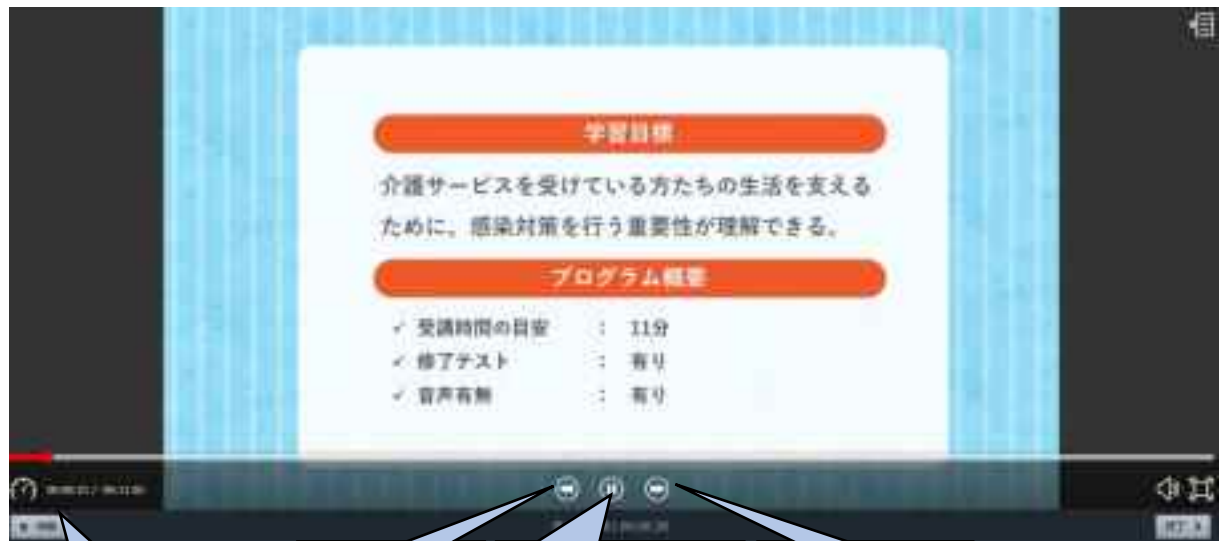 学習目標
介護サービスを受けている方たちの生活を支える
ために、感染対策を行う重要性が理解できる。
プログラム概要
✓ 受講時間の目安 : 11分
✓ 修了テスト : 有り
✓ 音声有無 : 有り